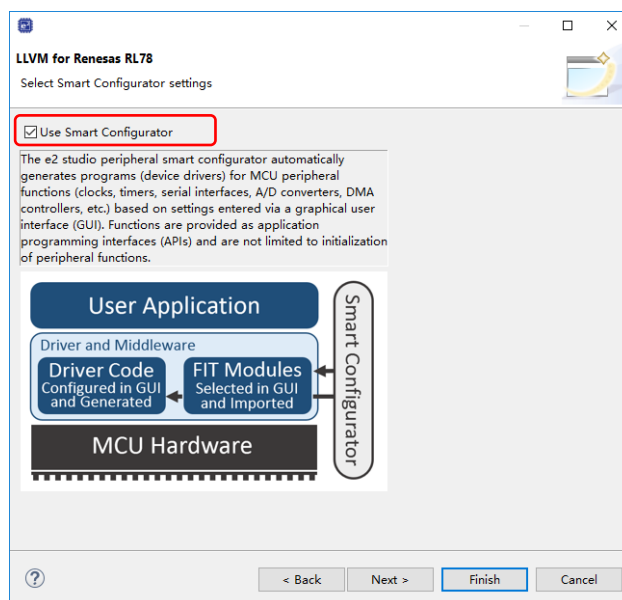 LLVM for Renesas RL78
Select Smart Configurator settings
Use Smart Configurator
The e2 studio peripheral smart configurator automatically
generates programs (device drivers) for MCU peripheral
functions (clocks, timers, serial interfaces, A/D converters, DMA
controllers, etc.) based on settings entered via a graphical user
interface (GUI). Functions are provided as application
programming interfaces (APIs) and are not limited to initialization
of peripheral functions.
User Application
Driver and Middleware
Driver Code
Configured in GUI
and Generated
FIT Modules
Selected in GUI
and Imported
MCU Hardware
Smart Configurator
?
< Back
Next >
Finish
Cancel